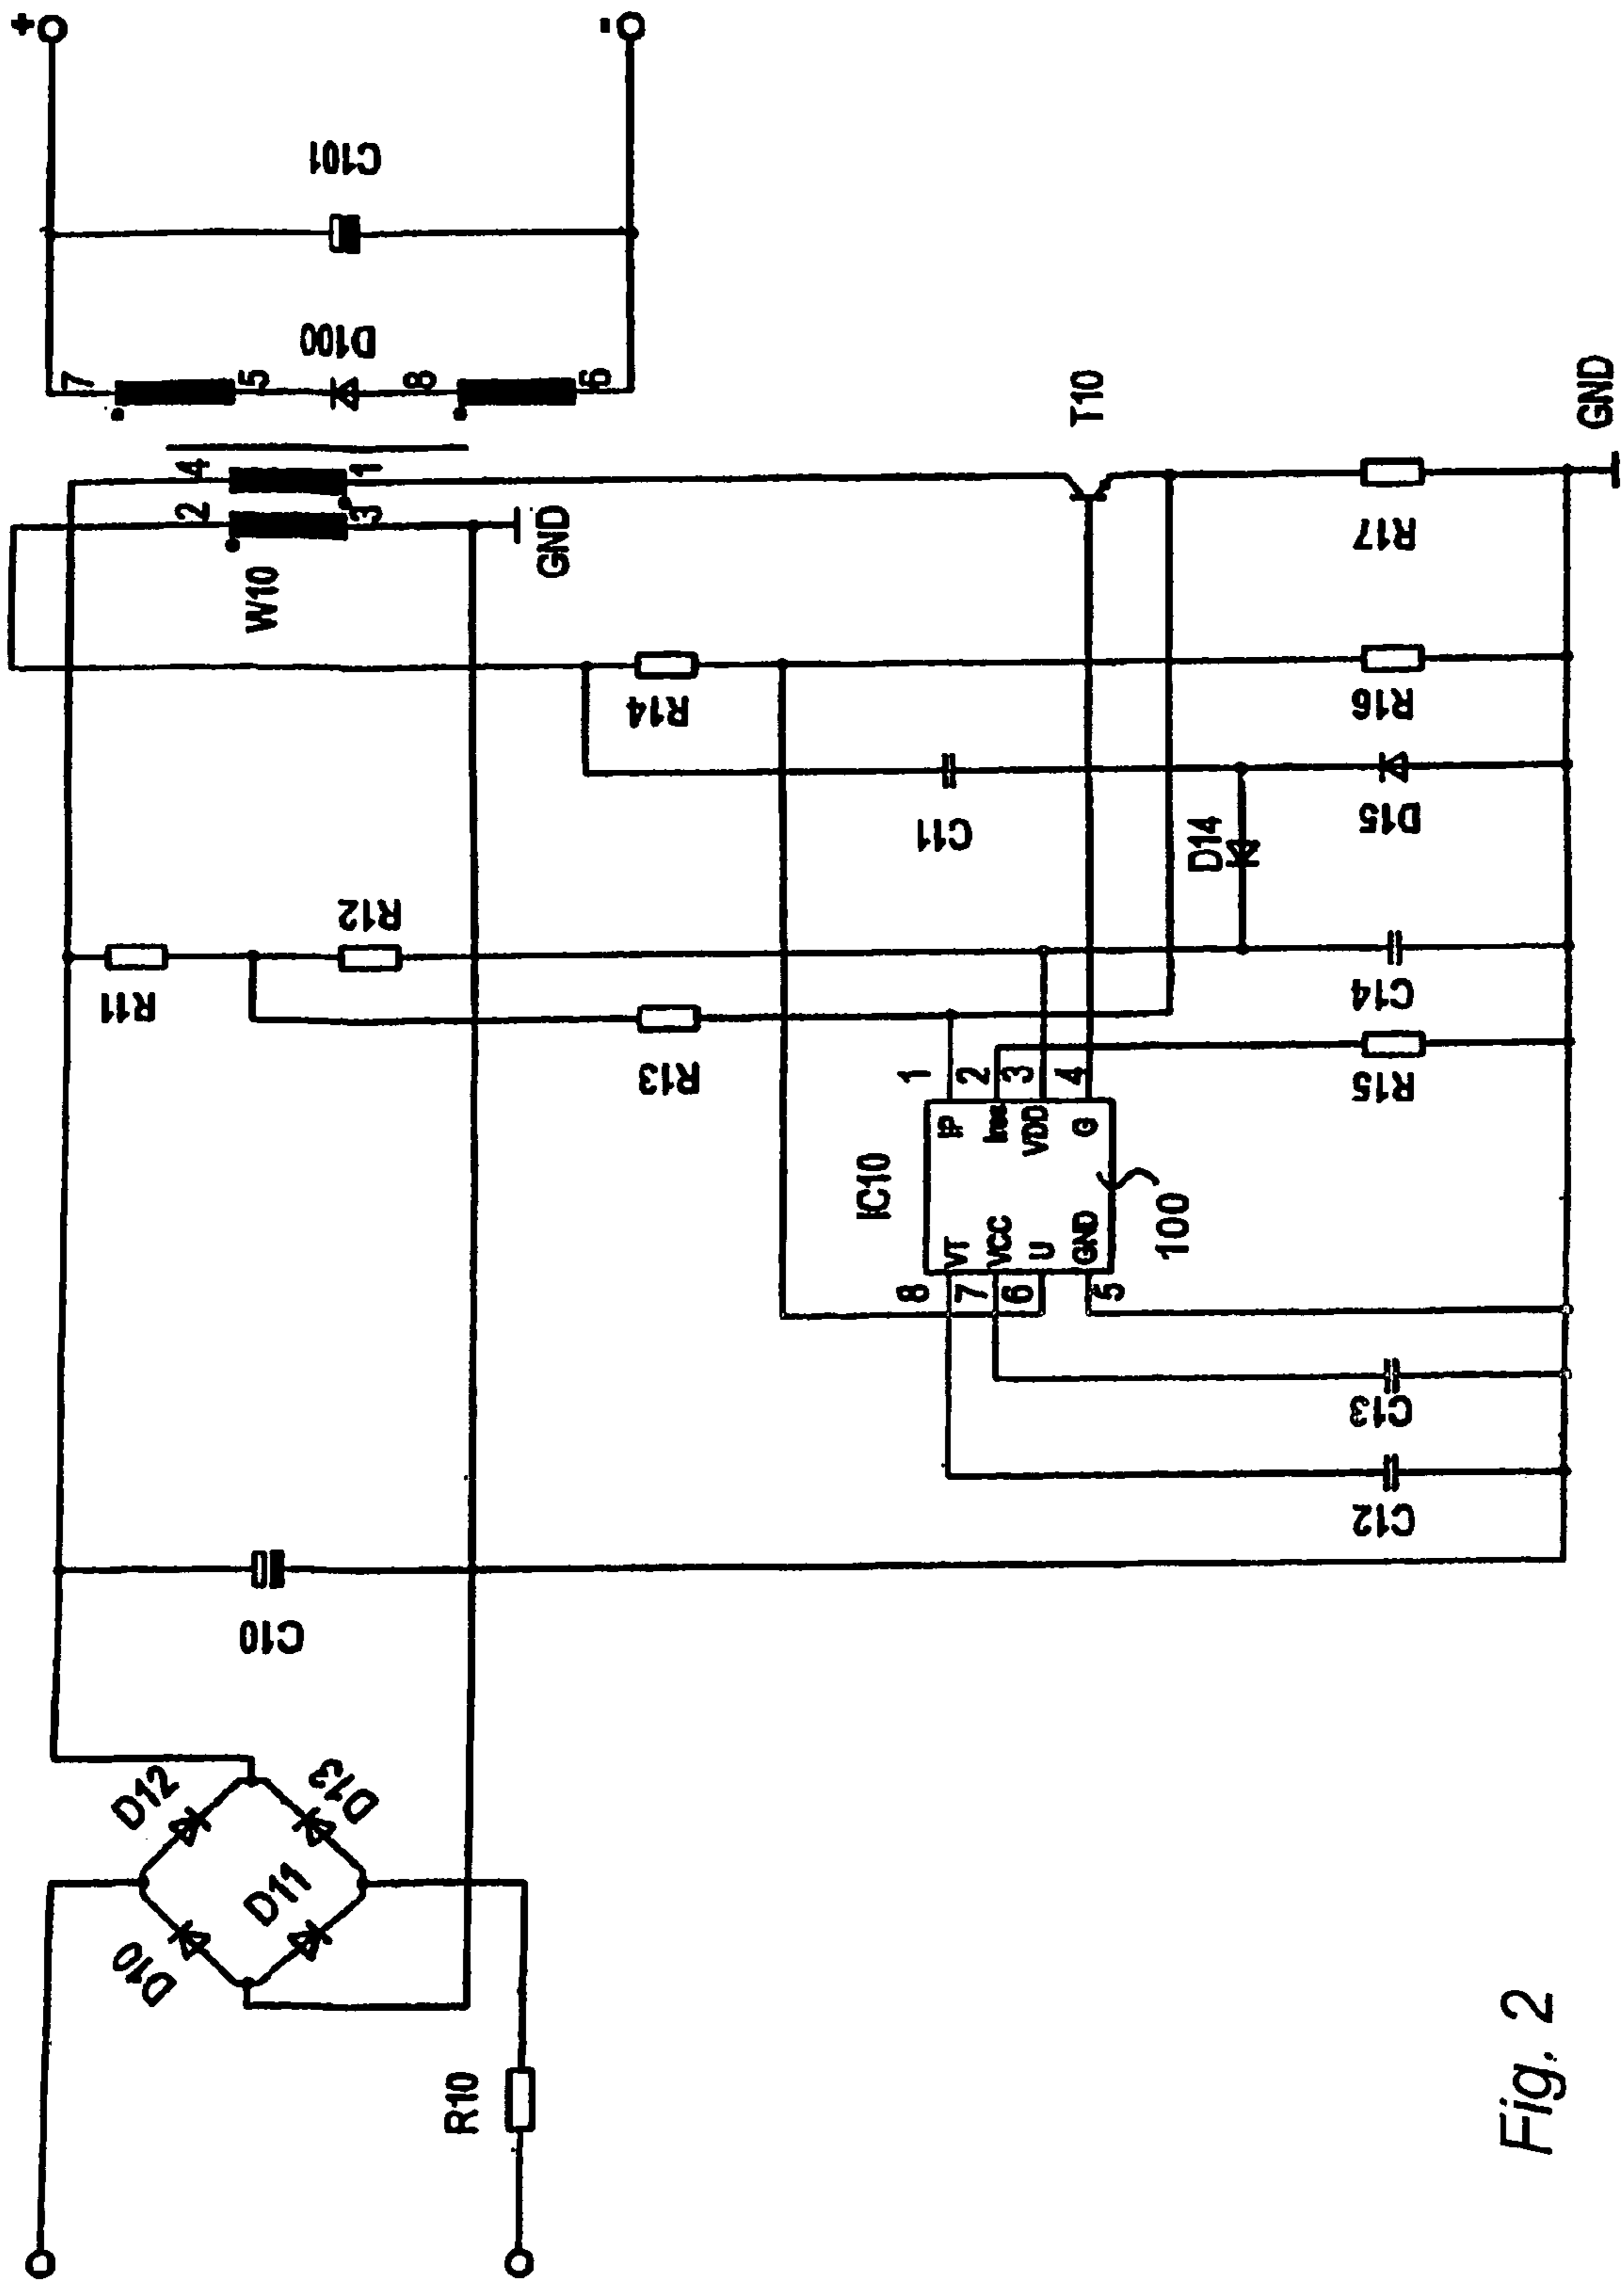 +
-
C101
D100
7
5
8
6
4
1
2
3
W10
GND
T10
R17
GND
R14
R16
C11
D15
D14
R12
R11
R13
C14
R15
1
2
3
4
IP
Ires
VDD
G
IC10
VT
VCC
U
GND
100
8
7
6
5
C13
C12
C10
D12
D13
D11
D10
R10
Fig. 2